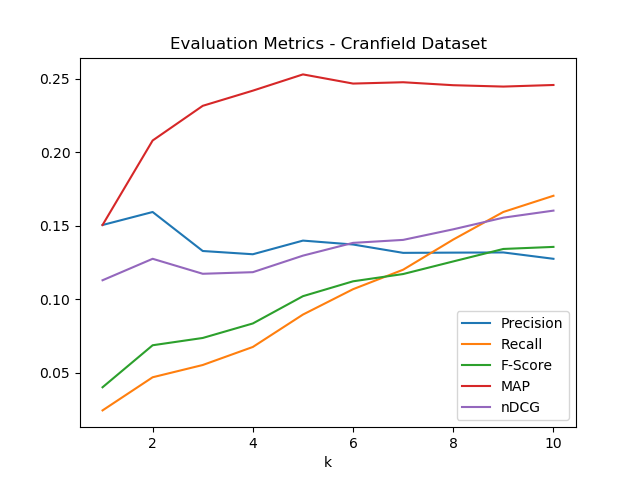 Evaluation Metrics - Cranfield Dataset
0.25
0.20
0.15
0.10
0.05
Precision
Recall
F-Score
MAP
nDCG
2 4 6 8 10
k